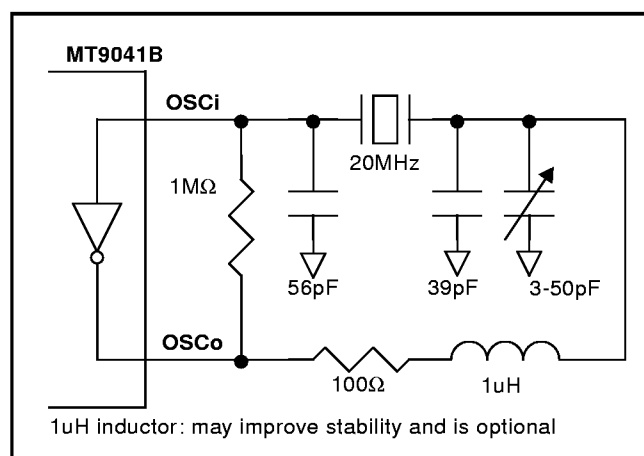 MT9041B
OSCi
20MHz
1MΩ
56pF
39pF
3-50pF
OSCo
100Ω
1uH
1uH inductor: may improve stability and is optional